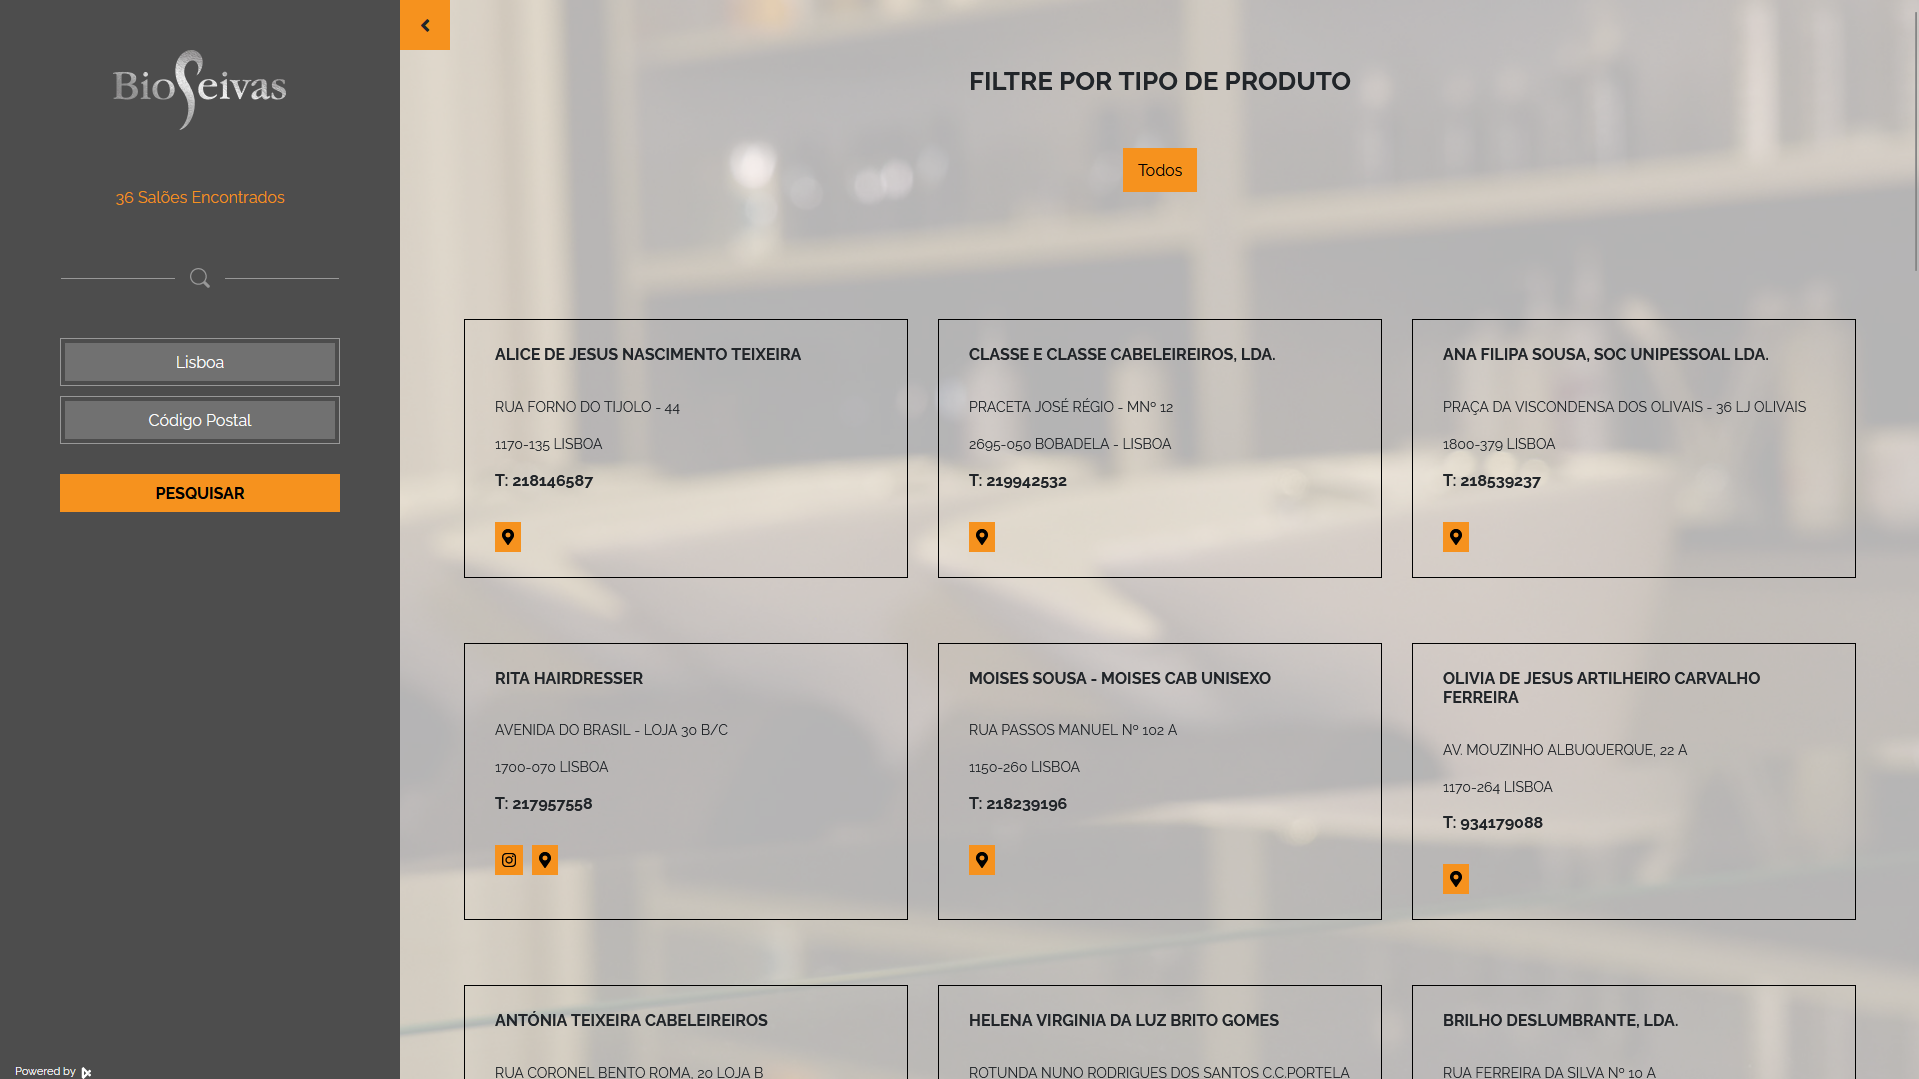 BioSeivas
36 Salões Encontrados
Lisboa
Código Postal
PESQUISAR
Powered by
FILTRE POR TIPO DE PRODUTO
Todos
ALICE DE JESUS NASCIMENTO TEIXEIRA
RUA FORNO DO TIJOLO - 44
1170-135 LISBOA
T: 218146587
CLASSE E CLASSE CABELEIREIROS, LDA.
PRACETA JOSÉ RÉGIO - MNº 12
2695-050 BOBADELA - LISBOA
T: 219942532
ANA FILIPA SOUSA, SOC UNIPESSOAL LDA.
PRAÇA DA VISCONDENSA DOS OLIVAIS - 36 LJ OLIVAIS
1800-379 LISBOA
T: 218539237
RITA HAIRDRESSER
AVENIDA DO BRASIL - LOJA 30 B/C
1700-070 LISBOA
T: 217957558
MOISES SOUSA - MOISES CAB UNISEXO
RUA PASSOS MANUEL Nº 102 A
1150-260 LISBOA
T: 218239196
OLIVIA DE JESUS ARTILHEIRO CARVALHO
FERREIRA
AV. MOUZINHO ALBUQUERQUE, 22 A
1170-264 LISBOA
T: 934179088
ANTÓNIA TEIXEIRA CABELEIREIROS
RUA CORONEL BENTO ROMA, 20 LOJA B
HELENA VIRGINIA DA LUZ BRITO GOMES
ROTUNDA NUNO RODRIGUES DOS SANTOS C.C.PORTELA
BRILHO DESLUMBRANTE, LDA.
RUA FERREIRA DA SILVA Nº 10 A